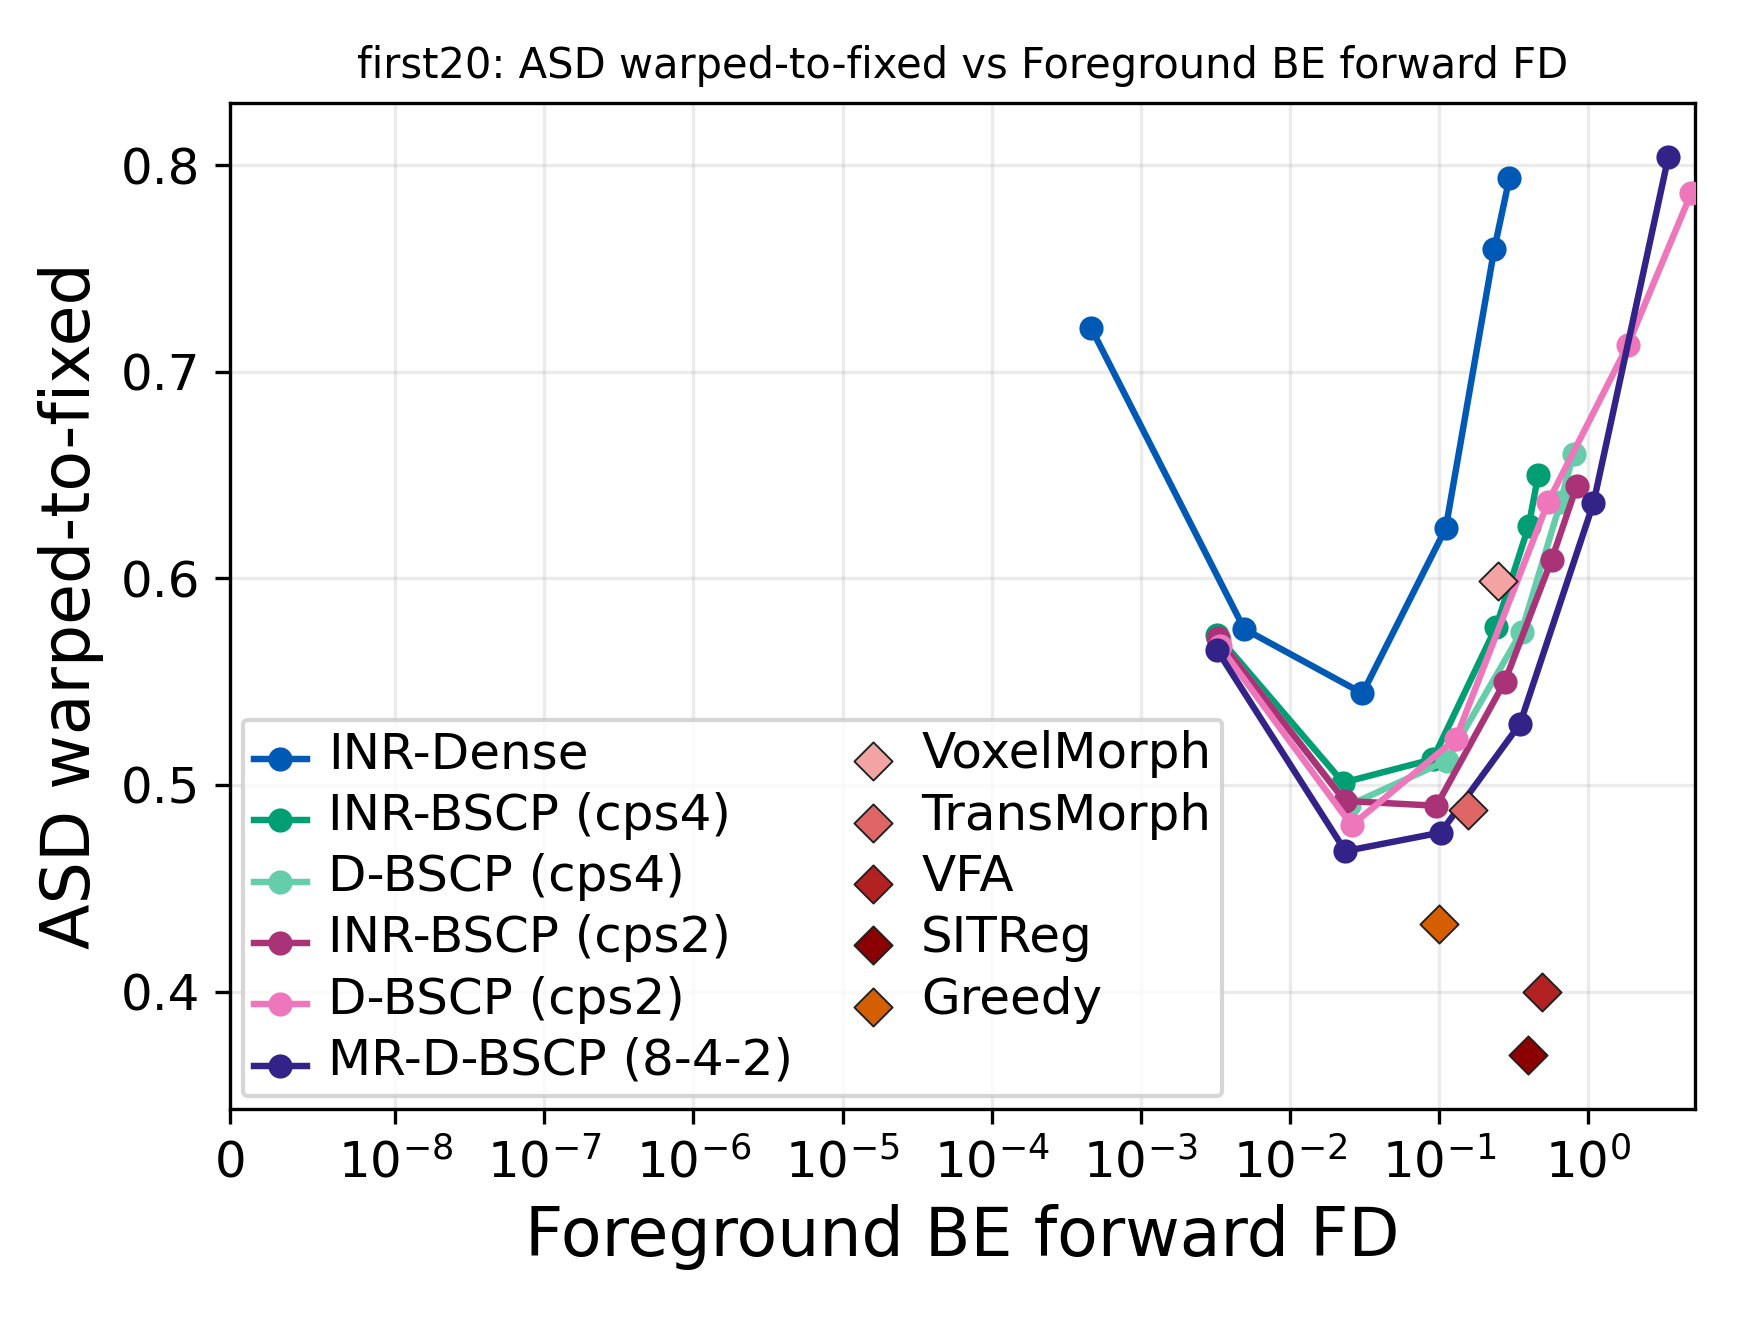 first20: ASD warped-to-fixed vs Foreground BE forward FD
ASD warped-to-fixed
0.8
0.7
0.6
0.5
0.4
INR-Dense
INR-BSCP (cps4)
D-BSCP (cps4)
INR-BSCP (cps2)
D-BSCP (cps2)
MR-D-BSCP (8-4-2)
VoxelMorph
TransMorph
VFA
SITReg
Greedy
0 10⁻⁸ 10⁻⁷ 10⁻⁶ 10⁻⁵ 10⁻⁴ 10⁻³ 10⁻² 10⁻¹ 10⁰
Foreground BE forward FD